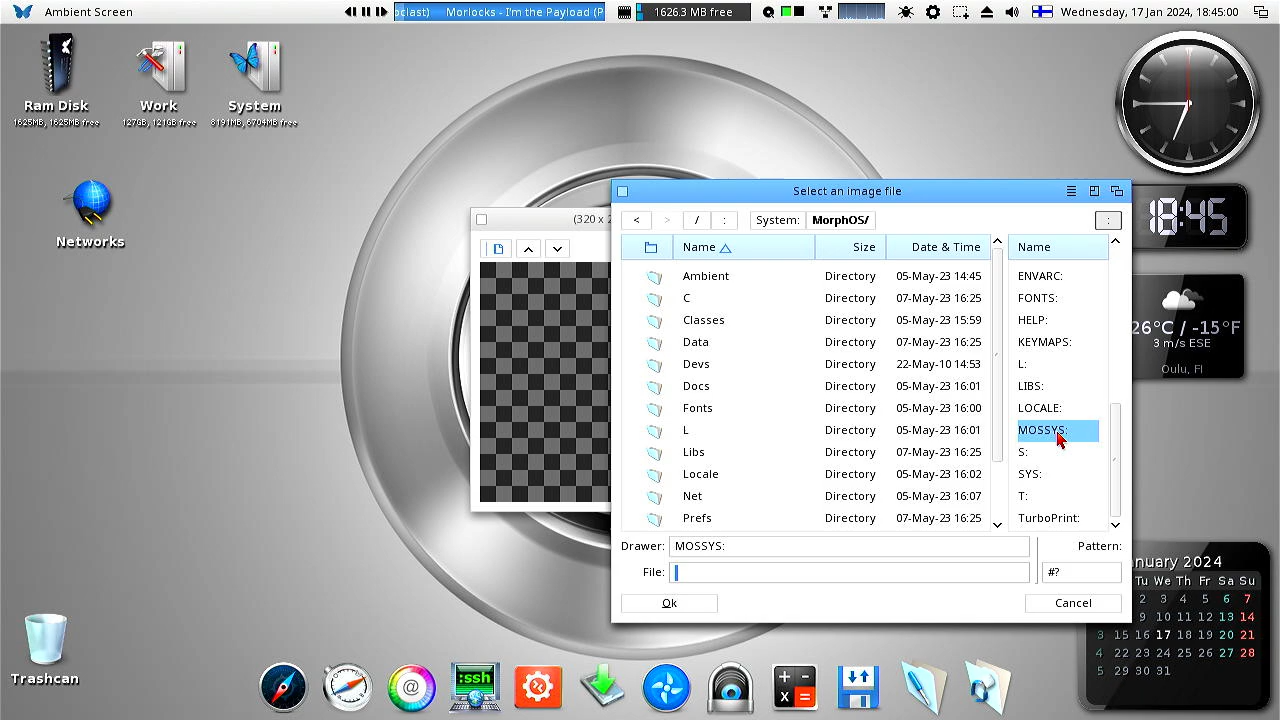 Ambient Screen
oclast) Morlocks - I'm the Payload (P
1626.3 MB free
Wednesday, 17 Jan 2024, 18:45:00
Ram Disk
1625MB, 1625MB free
Work
127GB, 121GB free
System
8191MB, 6704MB free
Networks
Trashcan
(320 x 2
Select an image file
< > / : System: MorphOS/ :
Name Size Date & Time
Ambient Directory 05-May-23 14:45
C Directory 07-May-23 16:25
Classes Directory 05-May-23 15:59
Data Directory 07-May-23 16:25
Devs Directory 22-May-10 14:53
Docs Directory 05-May-23 16:01
Fonts Directory 05-May-23 16:00
L Directory 05-May-23 16:01
Libs Directory 07-May-23 16:25
Locale Directory 05-May-23 16:02
Net Directory 05-May-23 16:07
Prefs Directory 07-May-23 16:25
Name
ENVARC:
FONTS:
HELP:
KEYMAPS:
L:
LIBS:
LOCALE:
MOSSYS:
S:
SYS:
T:
TurboPrint:
Drawer: MOSSYS:
Pattern:
File:
#?
Ok
Cancel
18:45
26°C / -15°F
3 m/s ESE
Oulu, FI
anuary 2024
Tu We Th Fr Sa Su
2 3 4 5 6 7
9 10 11 12 13 14
3 15 16 17 18 19 20 21
22 23 24 25 26 27 28
5 29 30 31
@
:ssh
+ -
x =